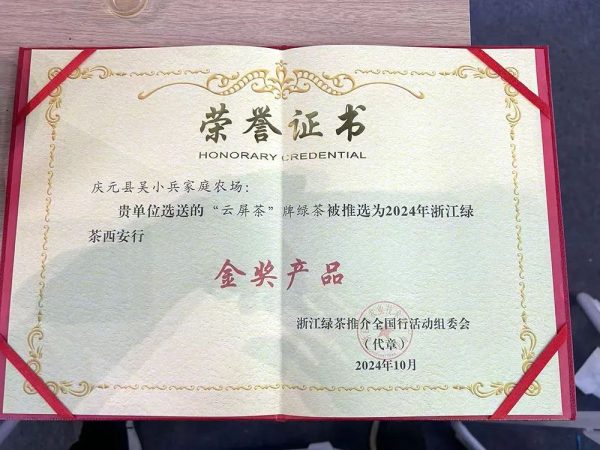 荣誉证书
HONORARY CREDENTIAL
庆元县吴小兵家庭农场：
贵单位选送的“云屏茶”牌绿茶被推选为2024年浙江绿
茶西安行
金奖产品
浙江绿茶推介全国行活动组委会
（代章）
2024年10月